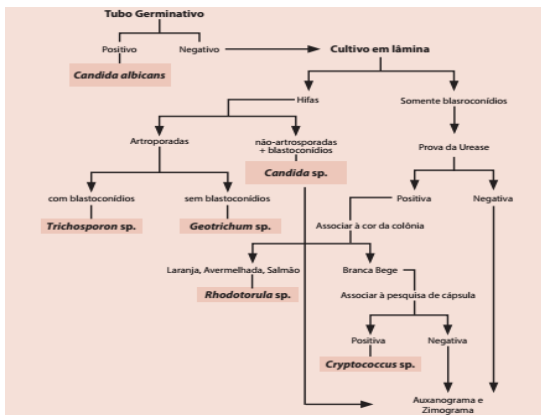 Tubo Germinativo
Positivo Negativo
Cultivo em lâmina
Candida albicans
Hifas
Somente blasroconídios
Artroporadas
não-artrosporadas
+ blastoconídios
Candida sp.
Prova da Urease
com blastoconídios
sem blastoconídios
Positiva
Negativa
Trichosporon sp.
Geotrichum sp.
Associar à cor da colônia
Laranja, Avermelhada, Salmão
Branca Bege
Rhodotorula sp.
Associar à pesquisa de cápsula
Positiva
Negativa
Cryptococcus sp.
Auxanograma e
Zimograma